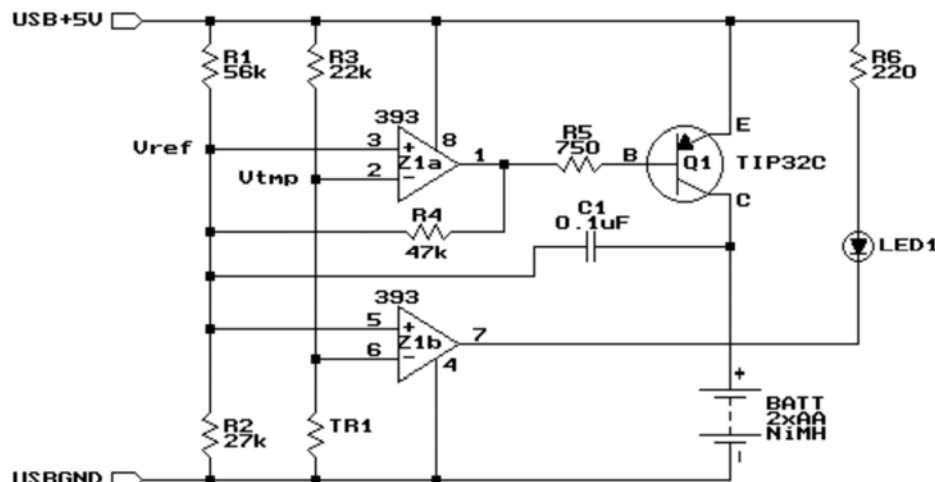 USB+5V
R1
56k
R3
22k
R6
220
393
3
+
8
Vref
Z1a
1
R5
750
B
Q1
E
TIP32C
C
Vtmp
2
-
R4
47k
C1
0.1uF
LED1
393
5
+
Z1b
7
6
-
4
+
BATT
2xAA
NiMH
-
R2
27k
TR1
USBGND